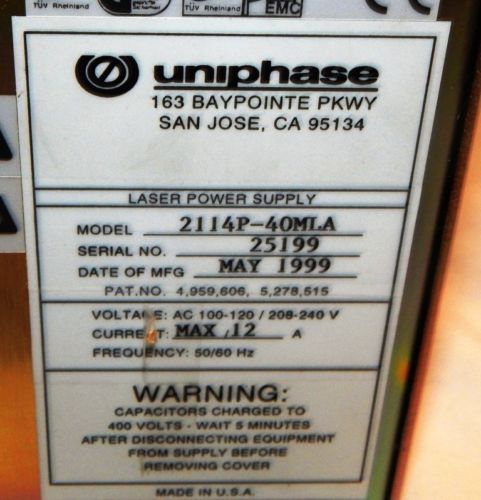 TÜV Rheinland
TÜV Rheinland
EMC
uniphase
163 BAYPOINTE PKWY
SAN JOSE, CA 95134
LASER POWER SUPPLY
MODEL 2114P-40MLA
SERIAL NO. 25199
DATE OF MFG MAY 1999
PAT.NO. 4,959,606, 5,278,515
VOLTAGE: AC 100-120 / 208-240 V
CURRENT: MAX 12 A
FREQUENCY: 50/60 Hz
WARNING:
CAPACITORS CHARGED TO
400 VOLTS - WAIT 5 MINUTES
AFTER DISCONNECTING EQUIPMENT
FROM SUPPLY BEFORE
REMOVING COVER
MADE IN U.S.A.